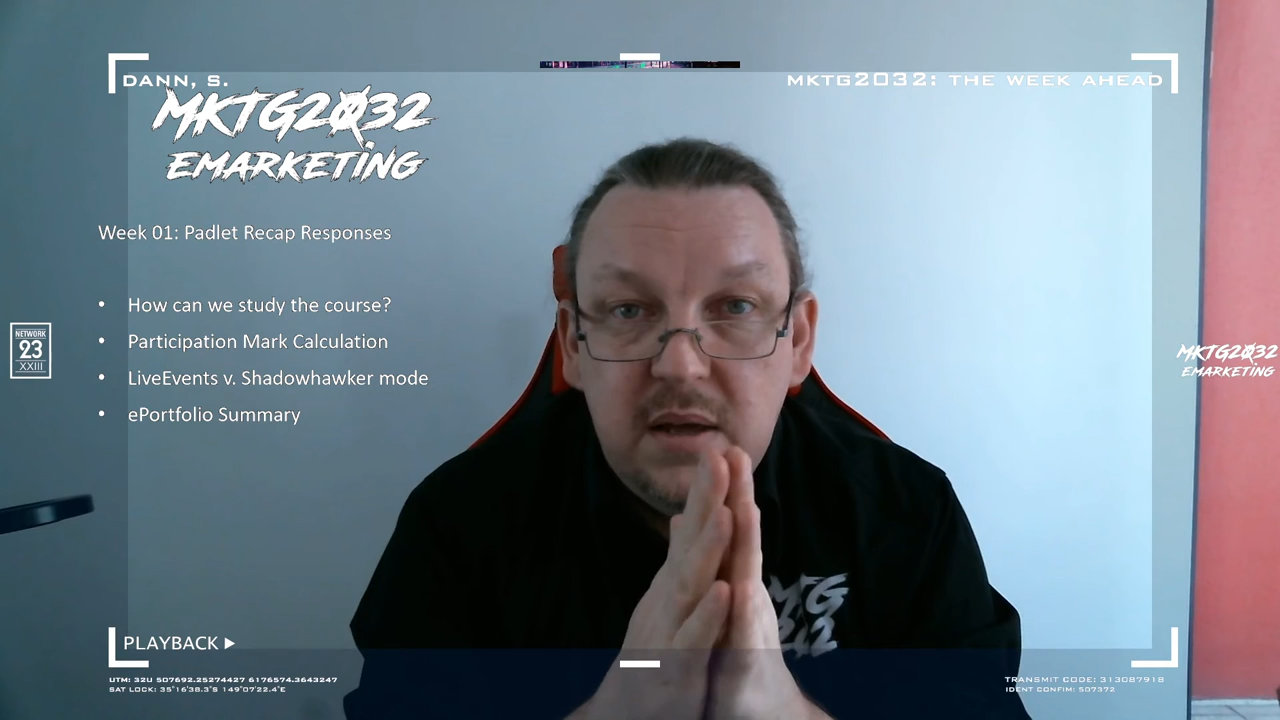 DANN, S.
MKTG2032: THE WEEK AHEAD
MKTG2032
EMARKETING
Week 01: Padlet Recap Responses
• How can we study the course?
• Participation Mark Calculation
• LiveEvents v. Shadowhawker mode
• ePortfolio Summary
NETWORK
23
XXIII
MKTG2032
EMARKETING
PLAYBACK
UTM: 32U 507692.25274427 6176574.3643247
SAT LOCK: 35°16'38.3"S 149°07'22.4"E
TRANSMIT CODE: 313087918
IDENT CONFIM: 507372